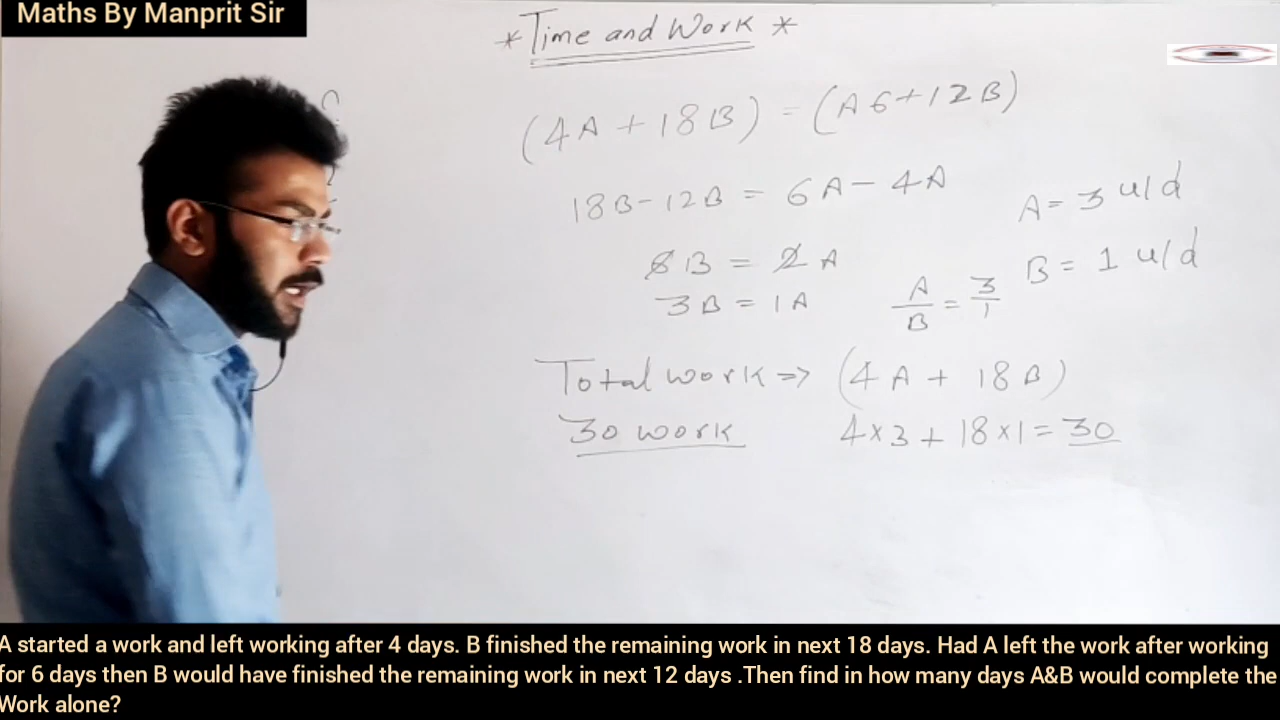 Maths By Manprit Sir
* Time and Work *
(4A + 18B) = (A6+12B)
18B-12B = 6A - 4A
6B = 2A
3B = 1A
A/B = 3/1
A = 3 u/d
B = 1 u/d
Total work => (4A + 18B)
30 work
4x3 + 18x1 = 30
A started a work and left working after 4 days. B finished the remaining work in next 18 days. Had A left the work after working
for 6 days then B would have finished the remaining work in next 12 days .Then find in how many days A&B would complete the
Work alone?